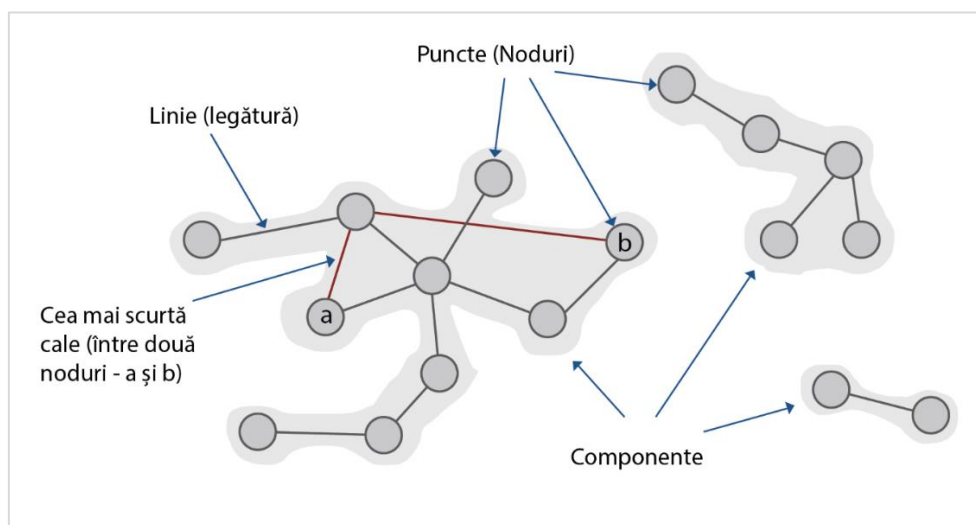 Puncte (Noduri)
Linie (legătură)
b
a
Cea mai scurtă
cale (între două
noduri - a și b)
Componente